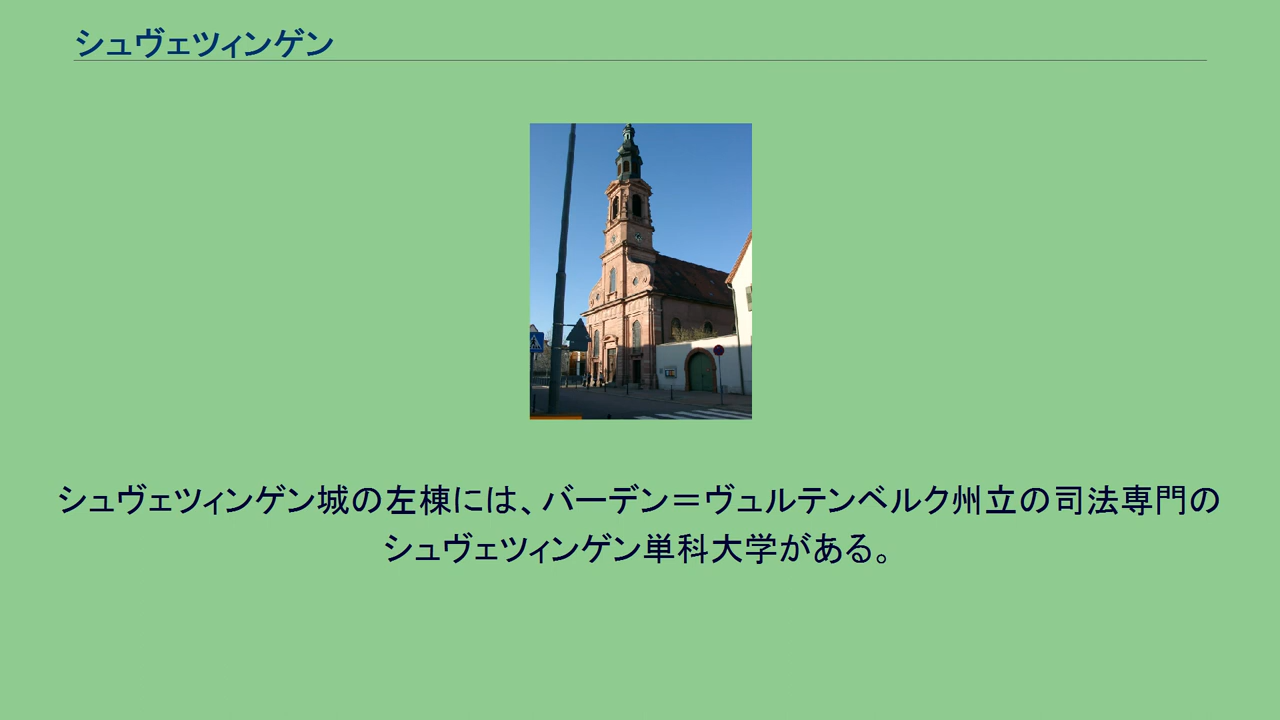 シュヴェツィンゲン
シュヴェツィンゲン城の左棟には、バーデン＝ヴュルテンベルク州立の司法専門の
シュヴェツィンゲン単科大学がある。